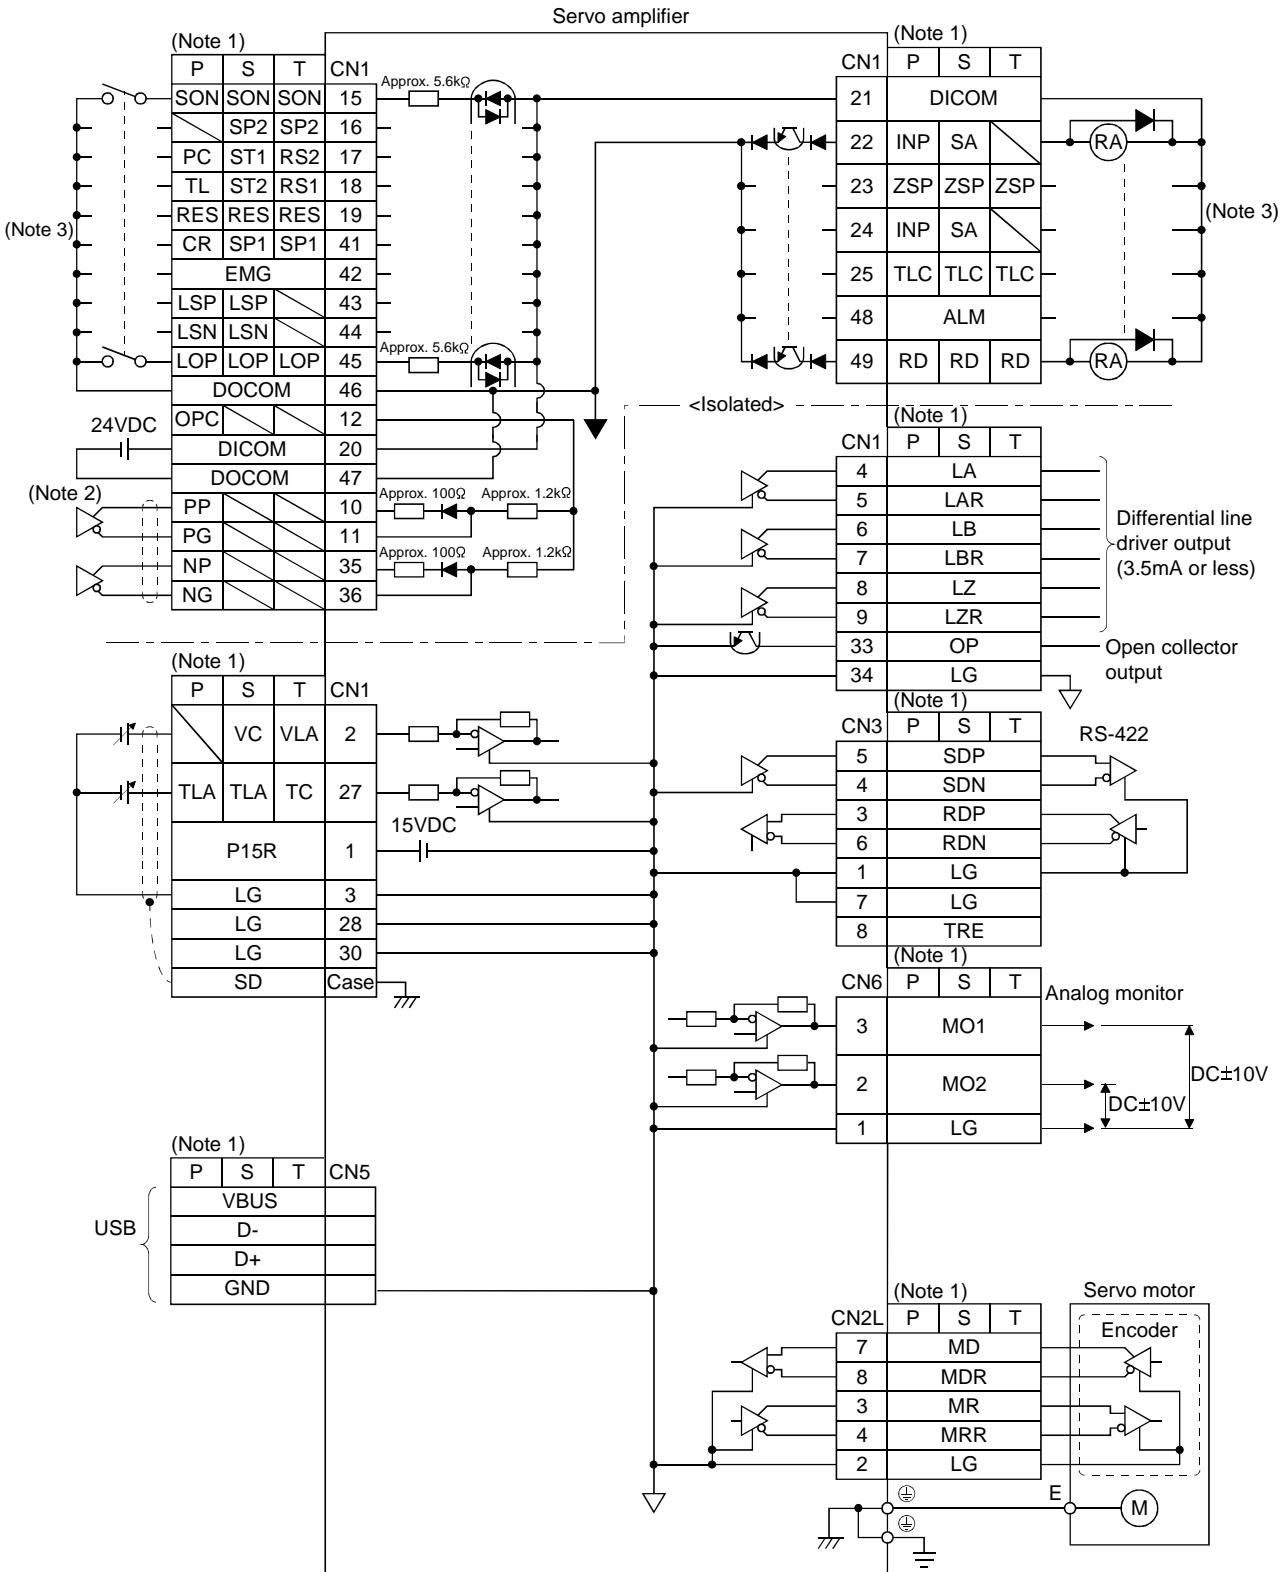 Servo amplifier
(Note 1)
P S T CN1
SON SON SON 15 Approx. 5.6kΩ
SP2 SP2 16
PC ST1 RS2 17
TL ST2 RS1 18
RES RES RES 19
(Note 3)
CR SP1 SP1 41
EMG 42
LSP LSP 43
LSN LSN 44
LOP LOP LOP 45 Approx. 5.6kΩ
DOCOM 46
OPC 12
24VDC
DICOM 20
DOCOM 47
(Note 2)
PP 10 Approx. 100Ω Approx. 1.2kΩ
PG 11
NP 35 Approx. 100Ω Approx. 1.2kΩ
NG 36
(Note 1)
CN1 P S T
21 DICOM
22 INP SA
23 ZSP ZSP ZSP
(Note 3)
24 INP SA
25 TLC TLC TLC
48 ALM
49 RD RD RD
RA
RA
<Isolated>
(Note 1)
CN1 P S T
4 LA
5 LAR
6 LB
7 LBR
8 LZ
9 LZR
Differential line
driver output
(3.5mA or less)
33 OP
34 LG
Open collector
output
(Note 1)
P S T CN1
VC VLA 2
TLA TLA TC 27
15VDC
P15R 1
LG 3
LG 28
LG 30
SD Case
(Note 1)
CN3 P S T
RS-422
5 SDP
4 SDN
3 RDP
6 RDN
1 LG
7 LG
8 TRE
(Note 1)
CN6 P S T
Analog monitor
3 MO1
2 MO2
1 LG
DC±10V
DC±10V
(Note 1)
P S T CN5
VBUS
USB
D-
D+
GND
(Note 1)
CN2L P S T
7 MD
8 MDR
3 MR
4 MRR
2 LG
Servo motor
Encoder
E
M